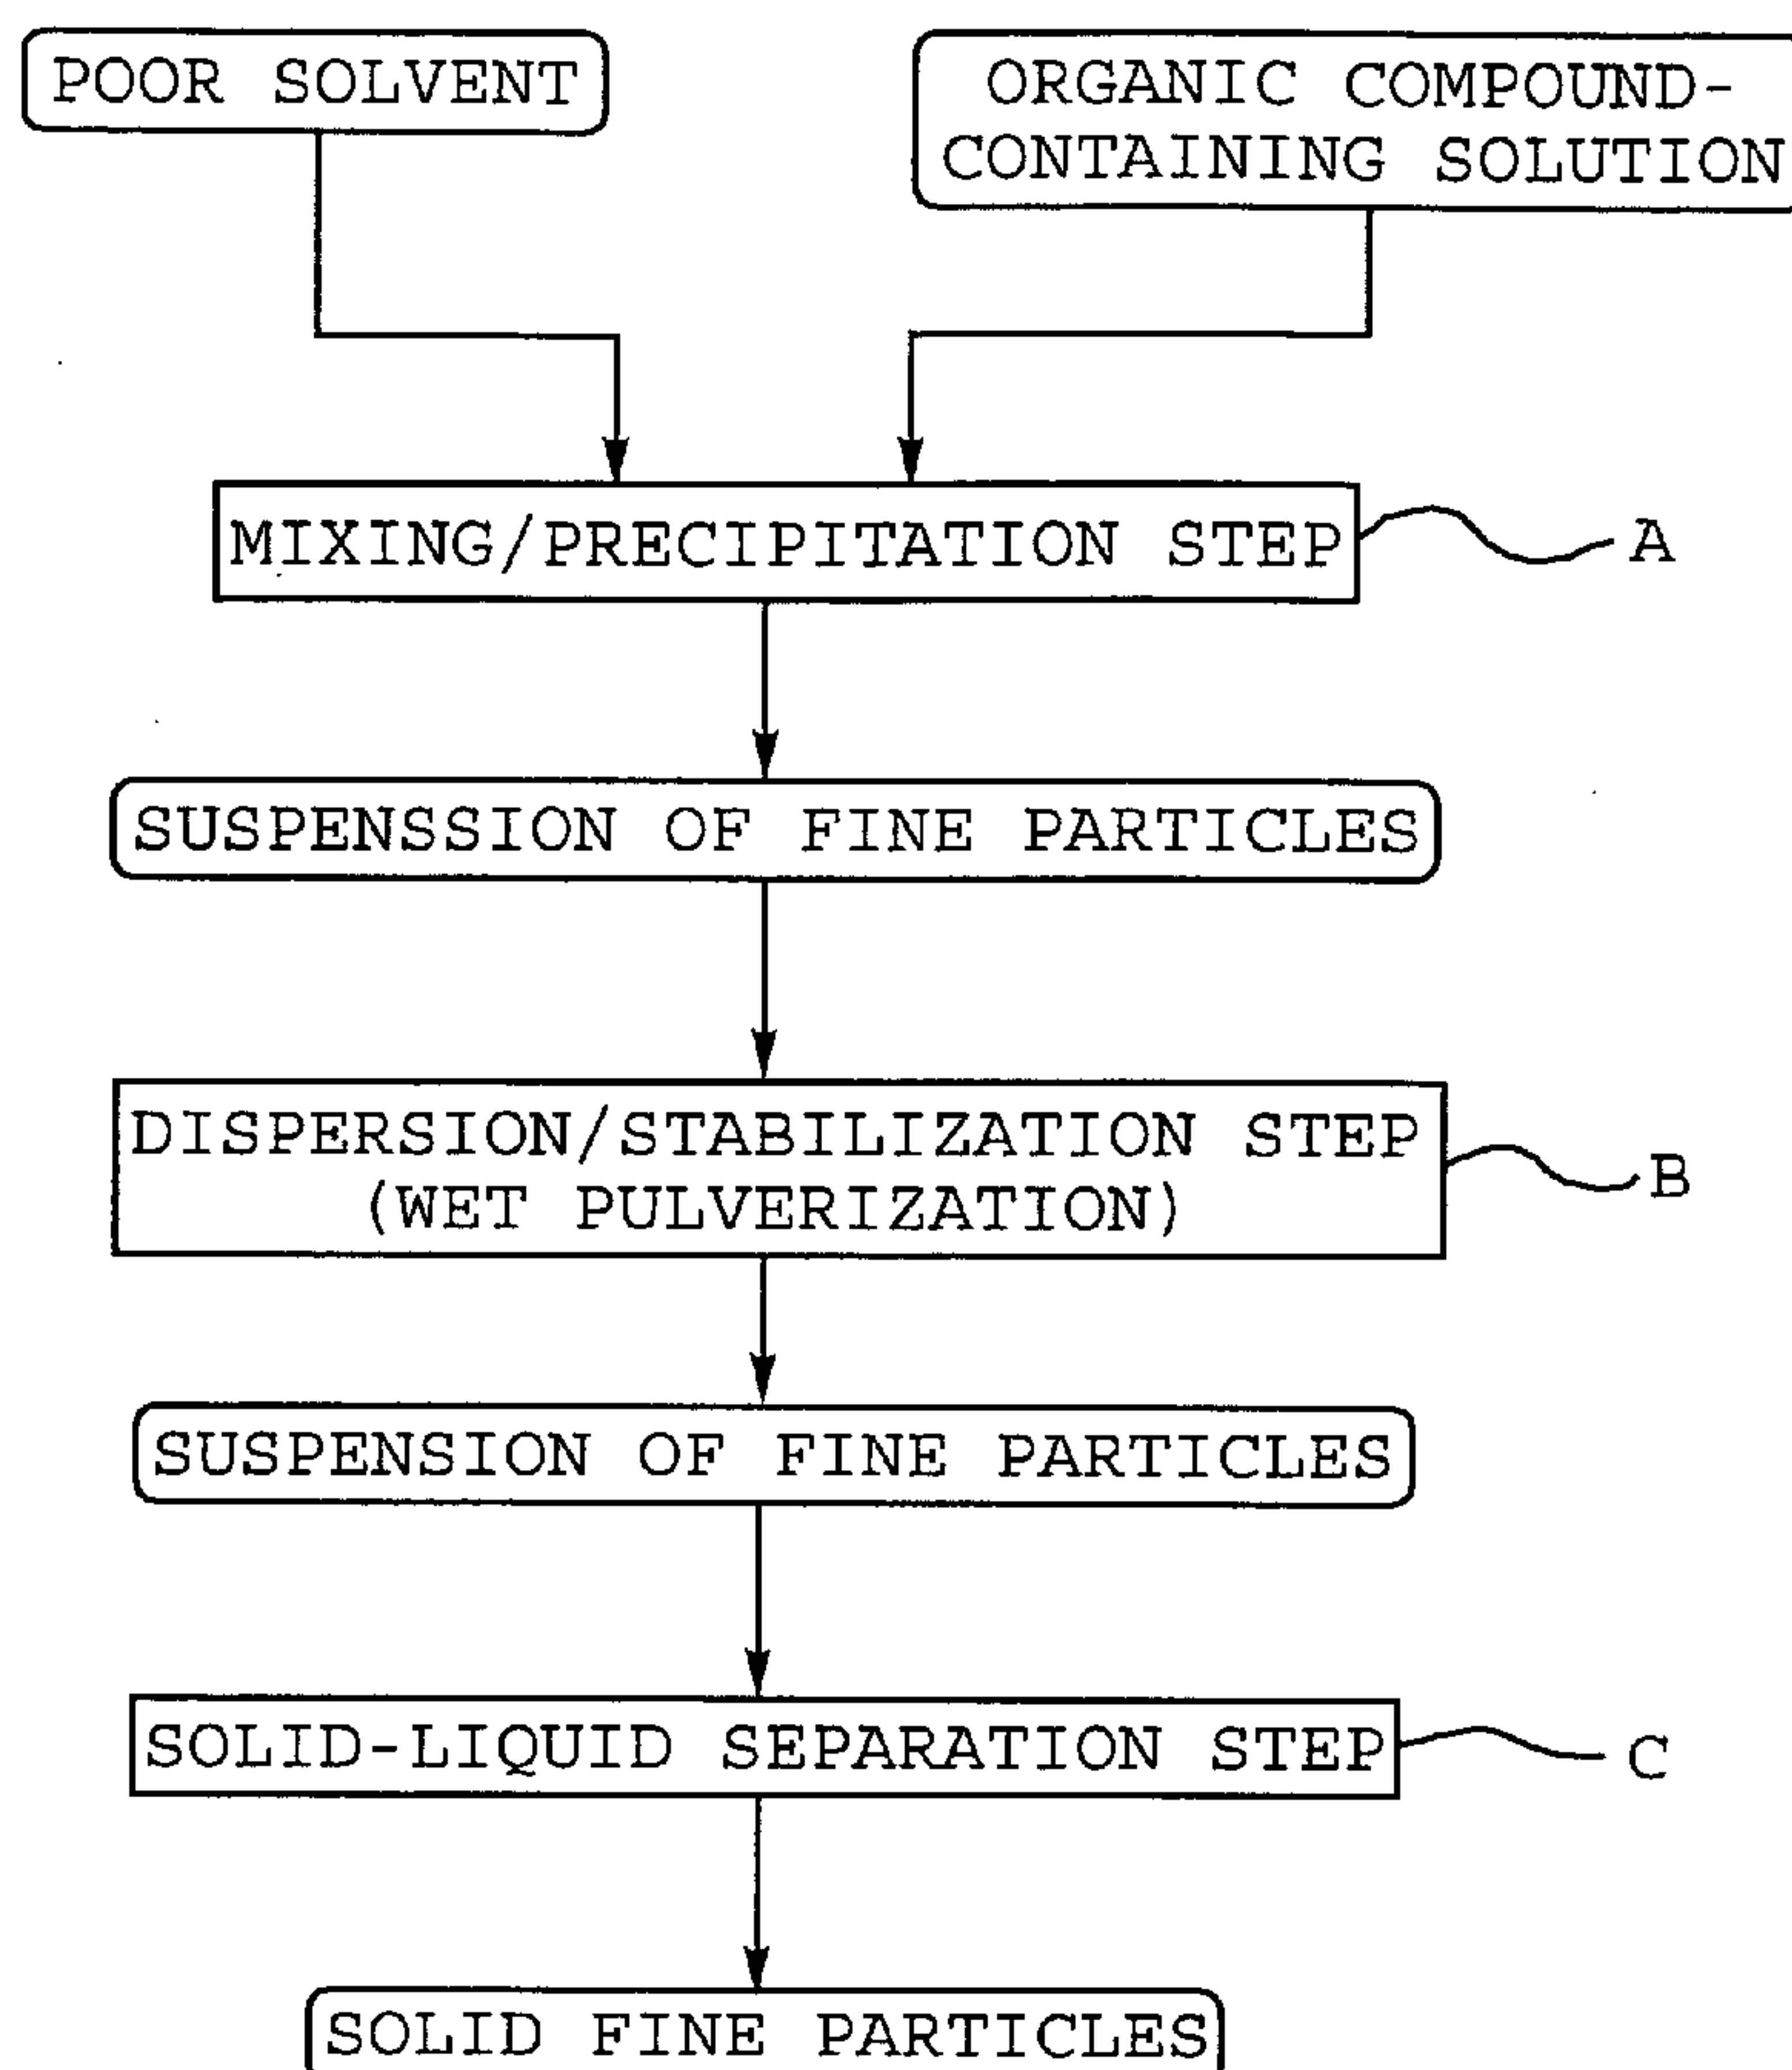 POOR SOLVENT
ORGANIC COMPOUND-
CONTAINING SOLUTION
MIXING/PRECIPITATION STEP
A
SUSPENSSION OF FINE PARTICLES
DISPERSION/STABILIZATION STEP
(WET PULVERIZATION)
B
SUSPENSION OF FINE PARTICLES
SOLID-LIQUID SEPARATION STEP
C
SOLID FINE PARTICLES